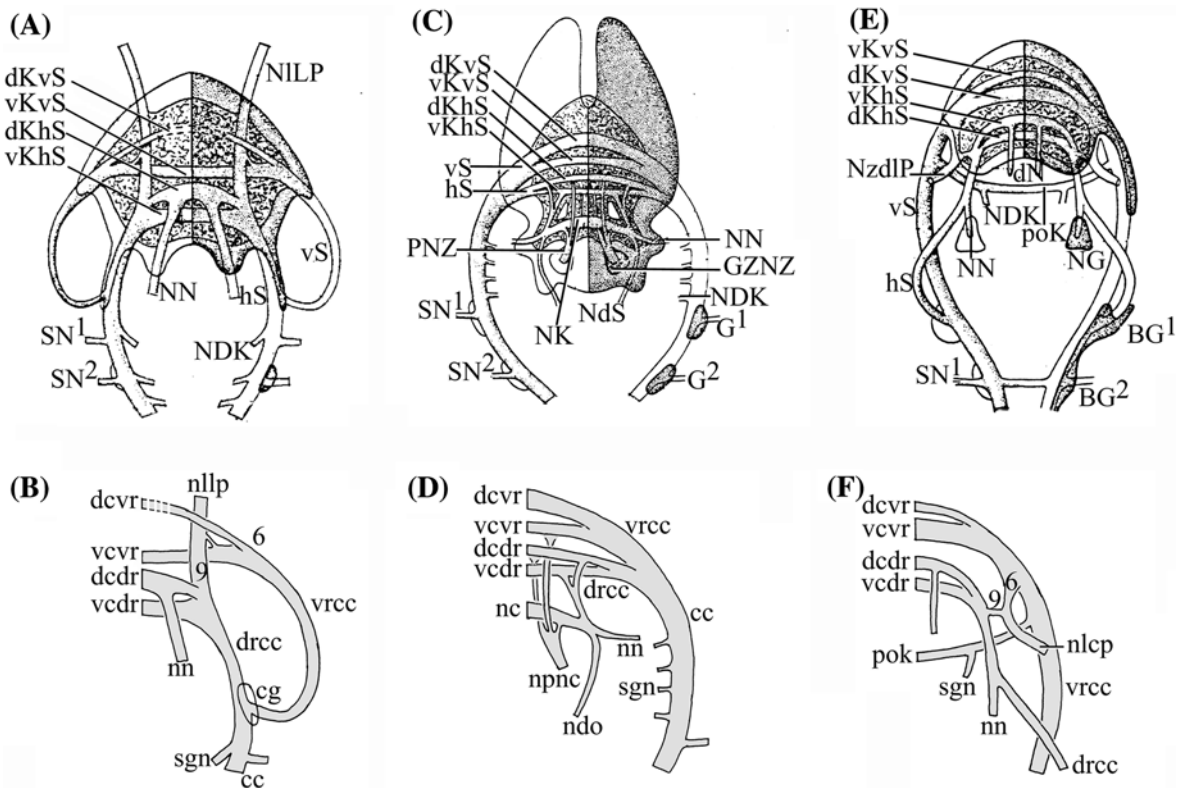 (A)
NlLP
dKvS
vKvS
dKhS
vKhS
vS
NN
hS
SN1
NDK
SN2
(C)
dKvS
vKvS
dKhS
vKhS
vS
hS
PNZ
NN
GZNZ
SN1
NK
NdS
NDK
G1
SN2
G2
(E)
vKvS
dKvS
vKhS
dKhS
NzdlP
dN
vS
NDK
poK
NN
NG
hS
BG1
SN1
BG2
(B)
nllp
dcvr
6
vcvr
9
dcdr
vcdr
vrcc
drcc
nn
cg
sgn
cc
(D)
dcvr
vcvr
vrcc
dcdr
vcdr
drcc
nc
cc
nn
npnc
sgn
ndo
(F)
dcvr
vcvr
dcdr
6
vcdr
9
pok
nlcp
sgn
vrcc
nn
drcc